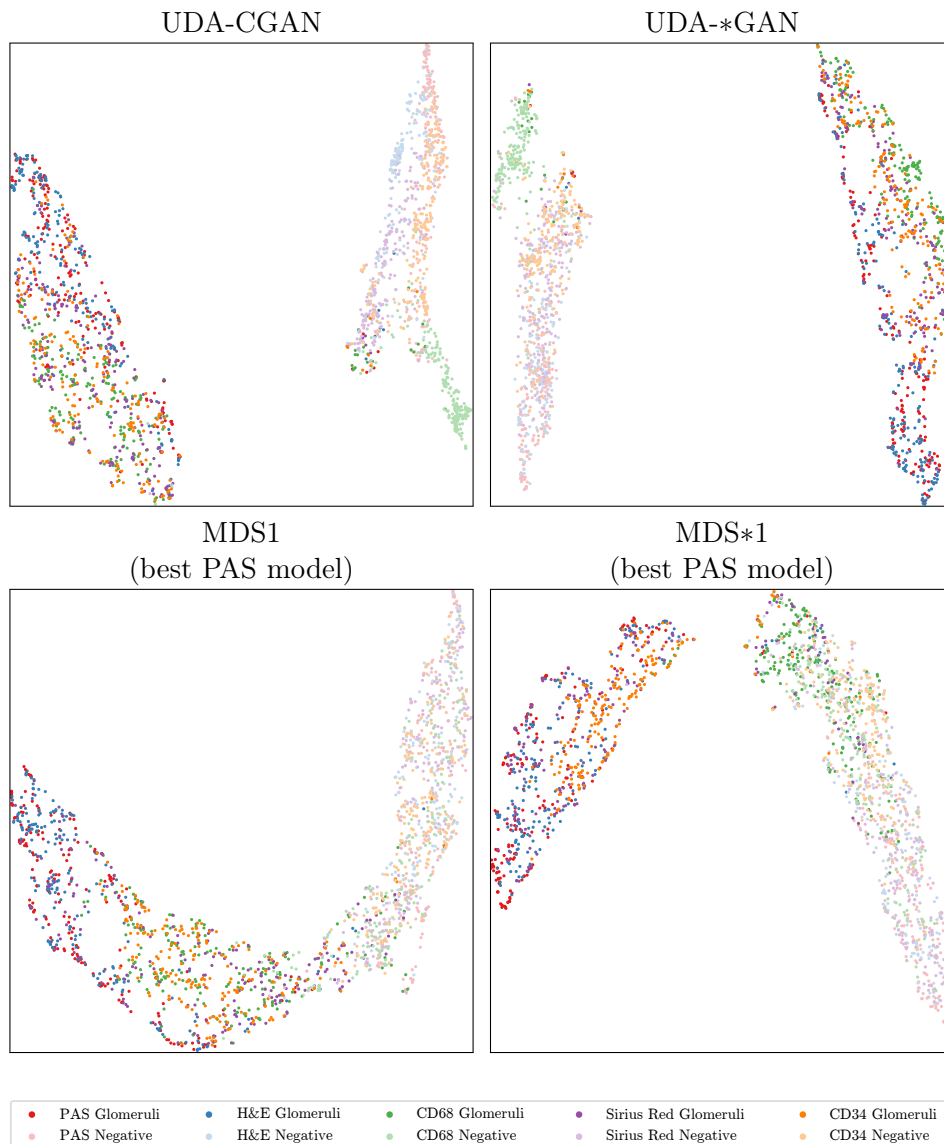 UDA-CGAN
UDA-*GAN
MDS1
(best PAS model)
MDS*1
(best PAS model)
PAS Glomeruli
H&E Glomeruli
CD68 Glomeruli
Sirius Red Glomeruli
CD34 Glomeruli
PAS Negative
H&E Negative
CD68 Negative
Sirius Red Negative
CD34 Negative